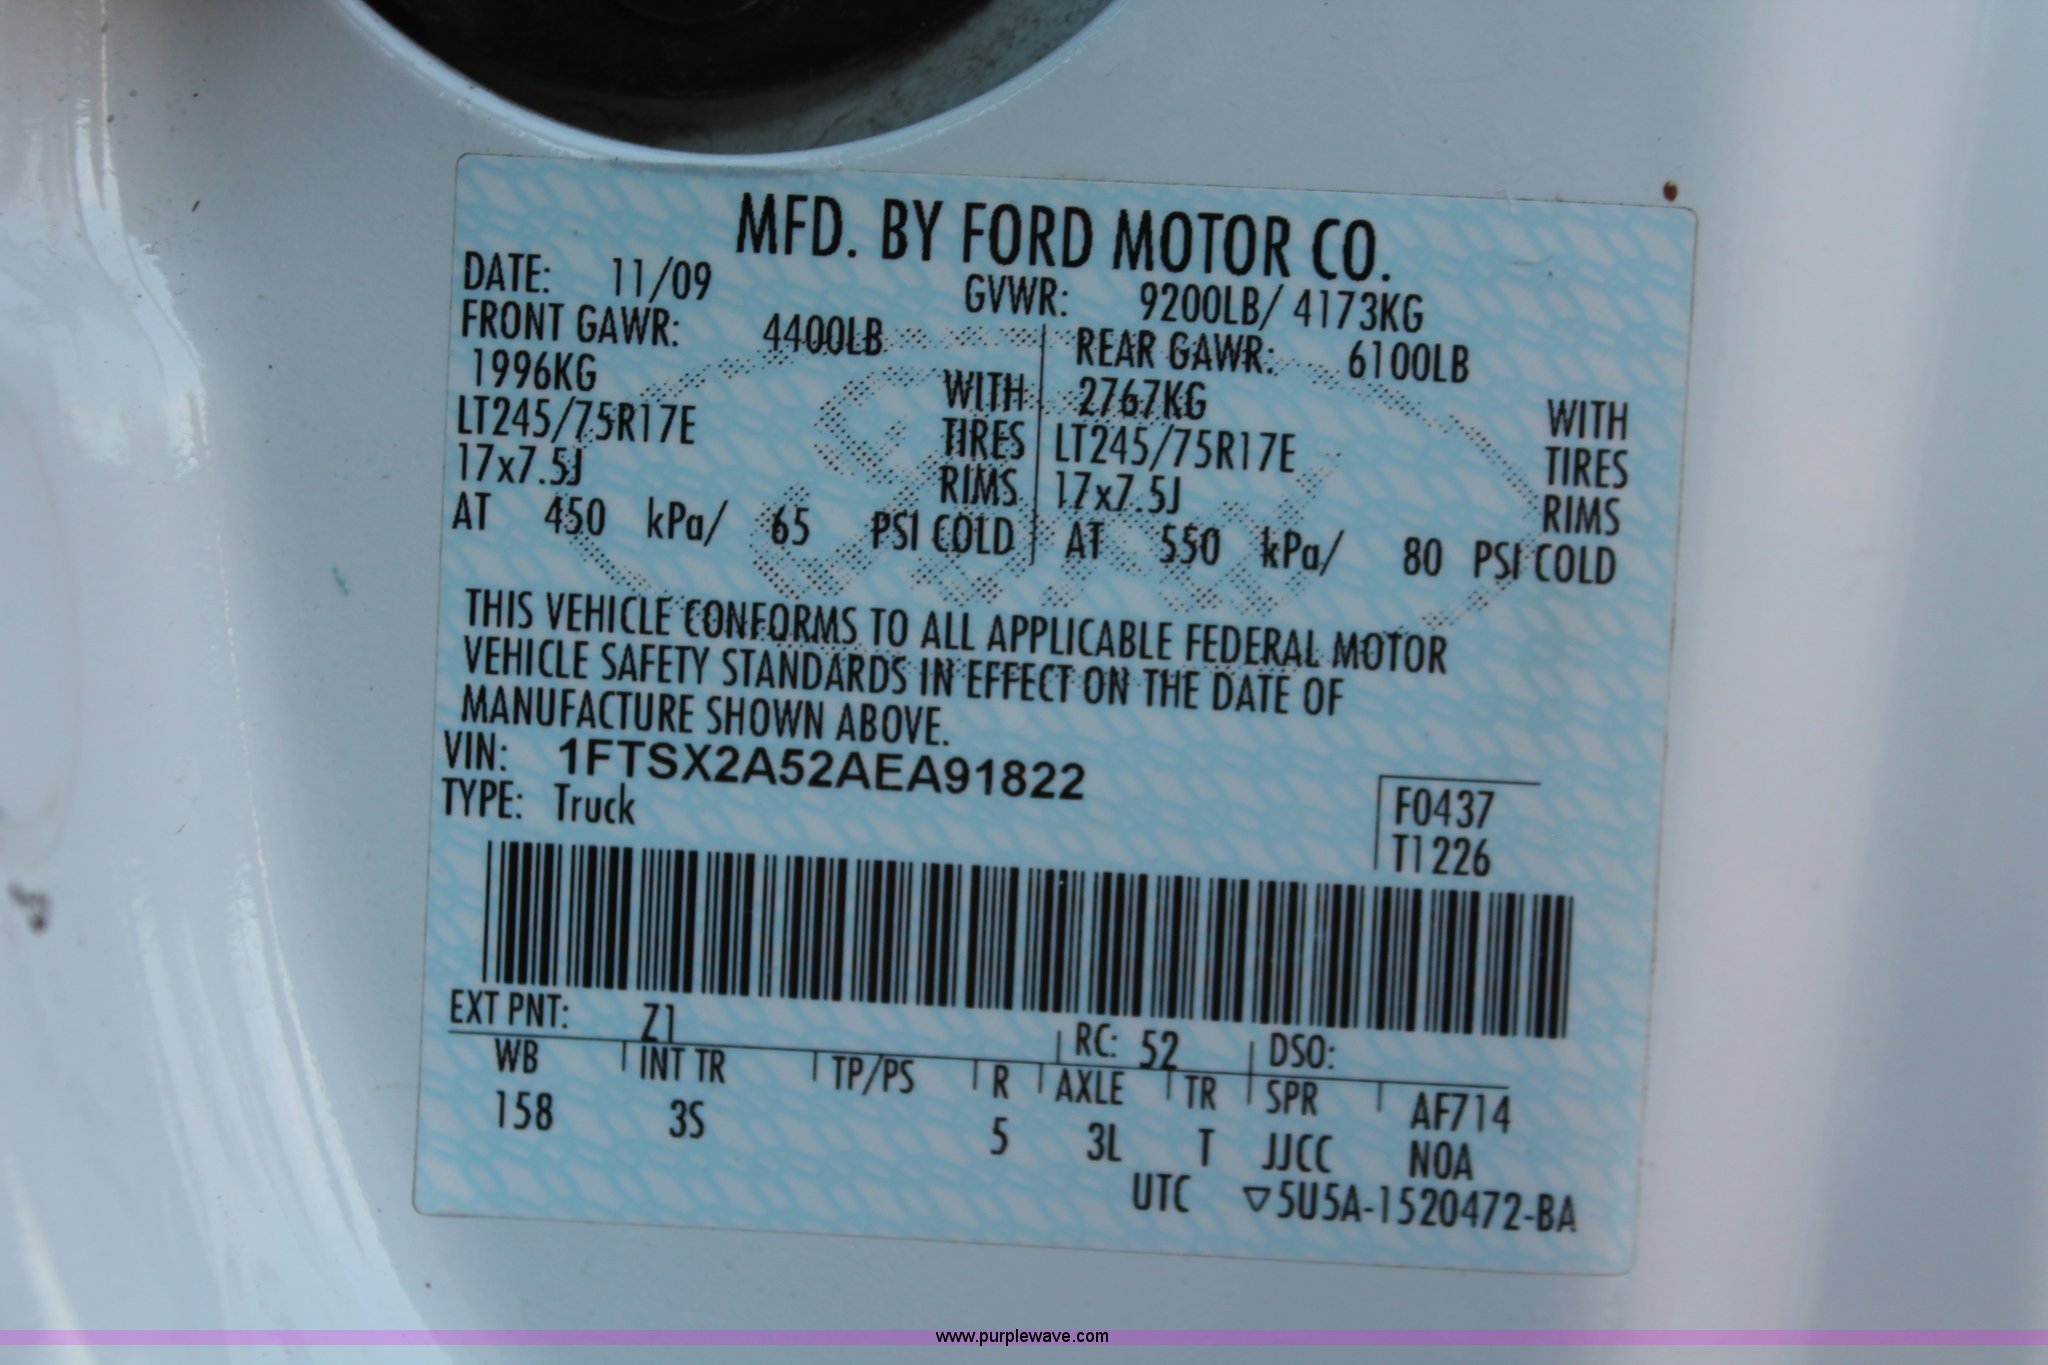 MFD. BY FORD MOTOR CO.
DATE: 11/09 GVWR: 9200LB/ 4173KG
FRONT GAWR: 4400LB REAR GAWR: 6100LB
1996KG WITH 2767KG WITH
LT245/75R17E TIRES LT245/75R17E TIRES
17x7.5J RIMS 17x7.5J RIMS
AT 450 kPa/ 65 PSI COLD AT 550 kPa/ 80 PSI COLD
THIS VEHICLE CONFORMS TO ALL APPLICABLE FEDERAL MOTOR
VEHICLE SAFETY STANDARDS IN EFFECT ON THE DATE OF
MANUFACTURE SHOWN ABOVE.
VIN: 1FTSX2A52AEA91822
TYPE: Truck
F0437
T1226
EXT PNT: Z1 RC: 52 DSO:
WB INT TR TP/PS R AXLE TR SPR AF714
158 3S 5 3L T JJCC NOA
UTC ▽5U5A-1520472-BA
www.purplewave.com